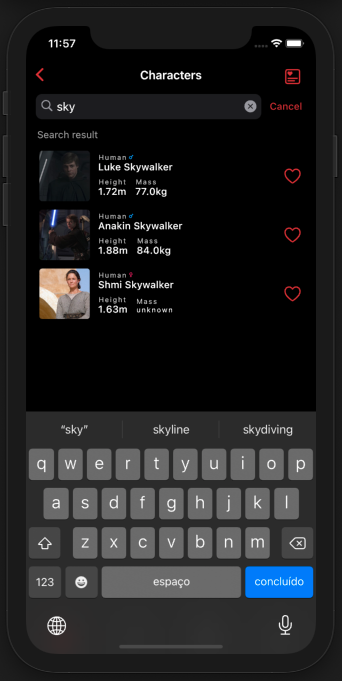 11:57
Characters
sky
Cancel
Search result
Human
Luke Skywalker
Height Mass
1.72m 77.0kg
Human
Anakin Skywalker
Height Mass
1.88m 84.0kg
Human
Shmi Skywalker
Height Mass
1.63m unknown
“sky” skyline skydiving
q w e r t y u i o p
a s d f g h j k l
z x c v b n m
123 espaço concluído